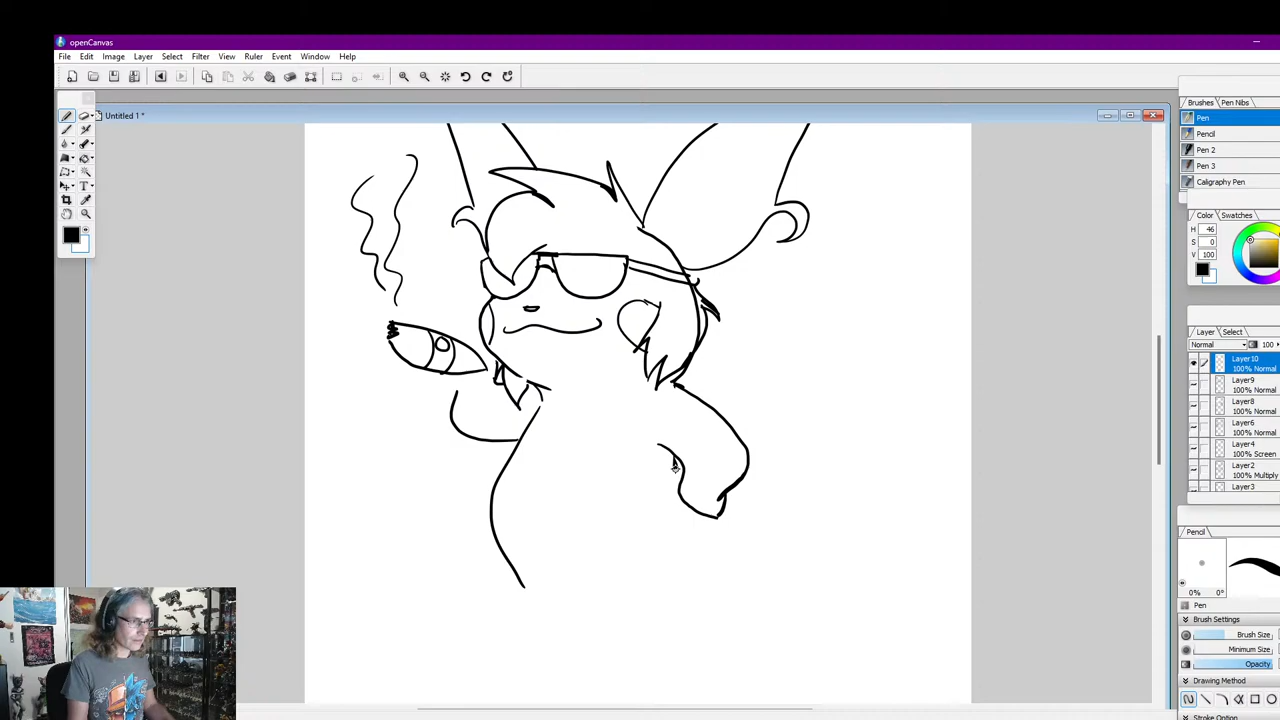 openCanvas
File Edit Image Layer Select Filter View Ruler Event Window Help
Untitled 1 *
Brushes Pen Nibs
Pen
Pencil
Pen 2
Pen 3
Caligraphy Pen
Color Swatches
H 46
S 0
V 100
Layer Select
Normal 100
Layer10
100% Normal
Layer9
100% Normal
Layer8
100% Normal
Layer6
100% Normal
Layer4
100% Screen
Layer2
100% Multiply
Layer3
Pencil
0% 0°
Pen
Brush Settings
Brush Size
Minimum Size
Opacity
Drawing Method
Stroke Option